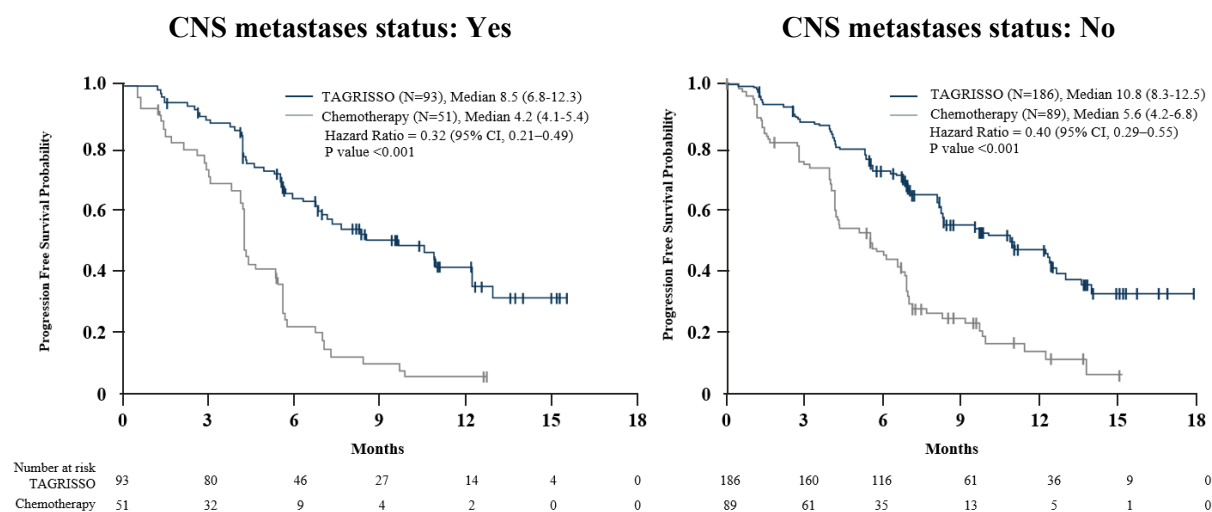 CNS metastases status: Yes
Progression Free Survival Probability
1.0
0.8
0.6
0.4
0.2
0
TAGRISSO (N=93), Median 8.5 (6.8-12.3)
Chemotherapy (N=51), Median 4.2 (4.1-5.4)
Hazard Ratio = 0.32 (95% CI, 0.21–0.49)
P value <0.001
0 3 6 9 12 15 18
Months
Number at risk
TAGRISSO 93 80 46 27 14 4 0
Chemotherapy 51 32 9 4 2 0 0
CNS metastases status: No
Progression Free Survival Probability
1.0
0.8
0.6
0.4
0.2
0
TAGRISSO (N=186), Median 10.8 (8.3-12.5)
Chemotherapy (N=89), Median 5.6 (4.2-6.8)
Hazard Ratio = 0.40 (95% CI, 0.29–0.55)
P value <0.001
0 3 6 9 12 15 18
Months
186 160 116 61 36 9 0
89 61 35 13 5 1 0